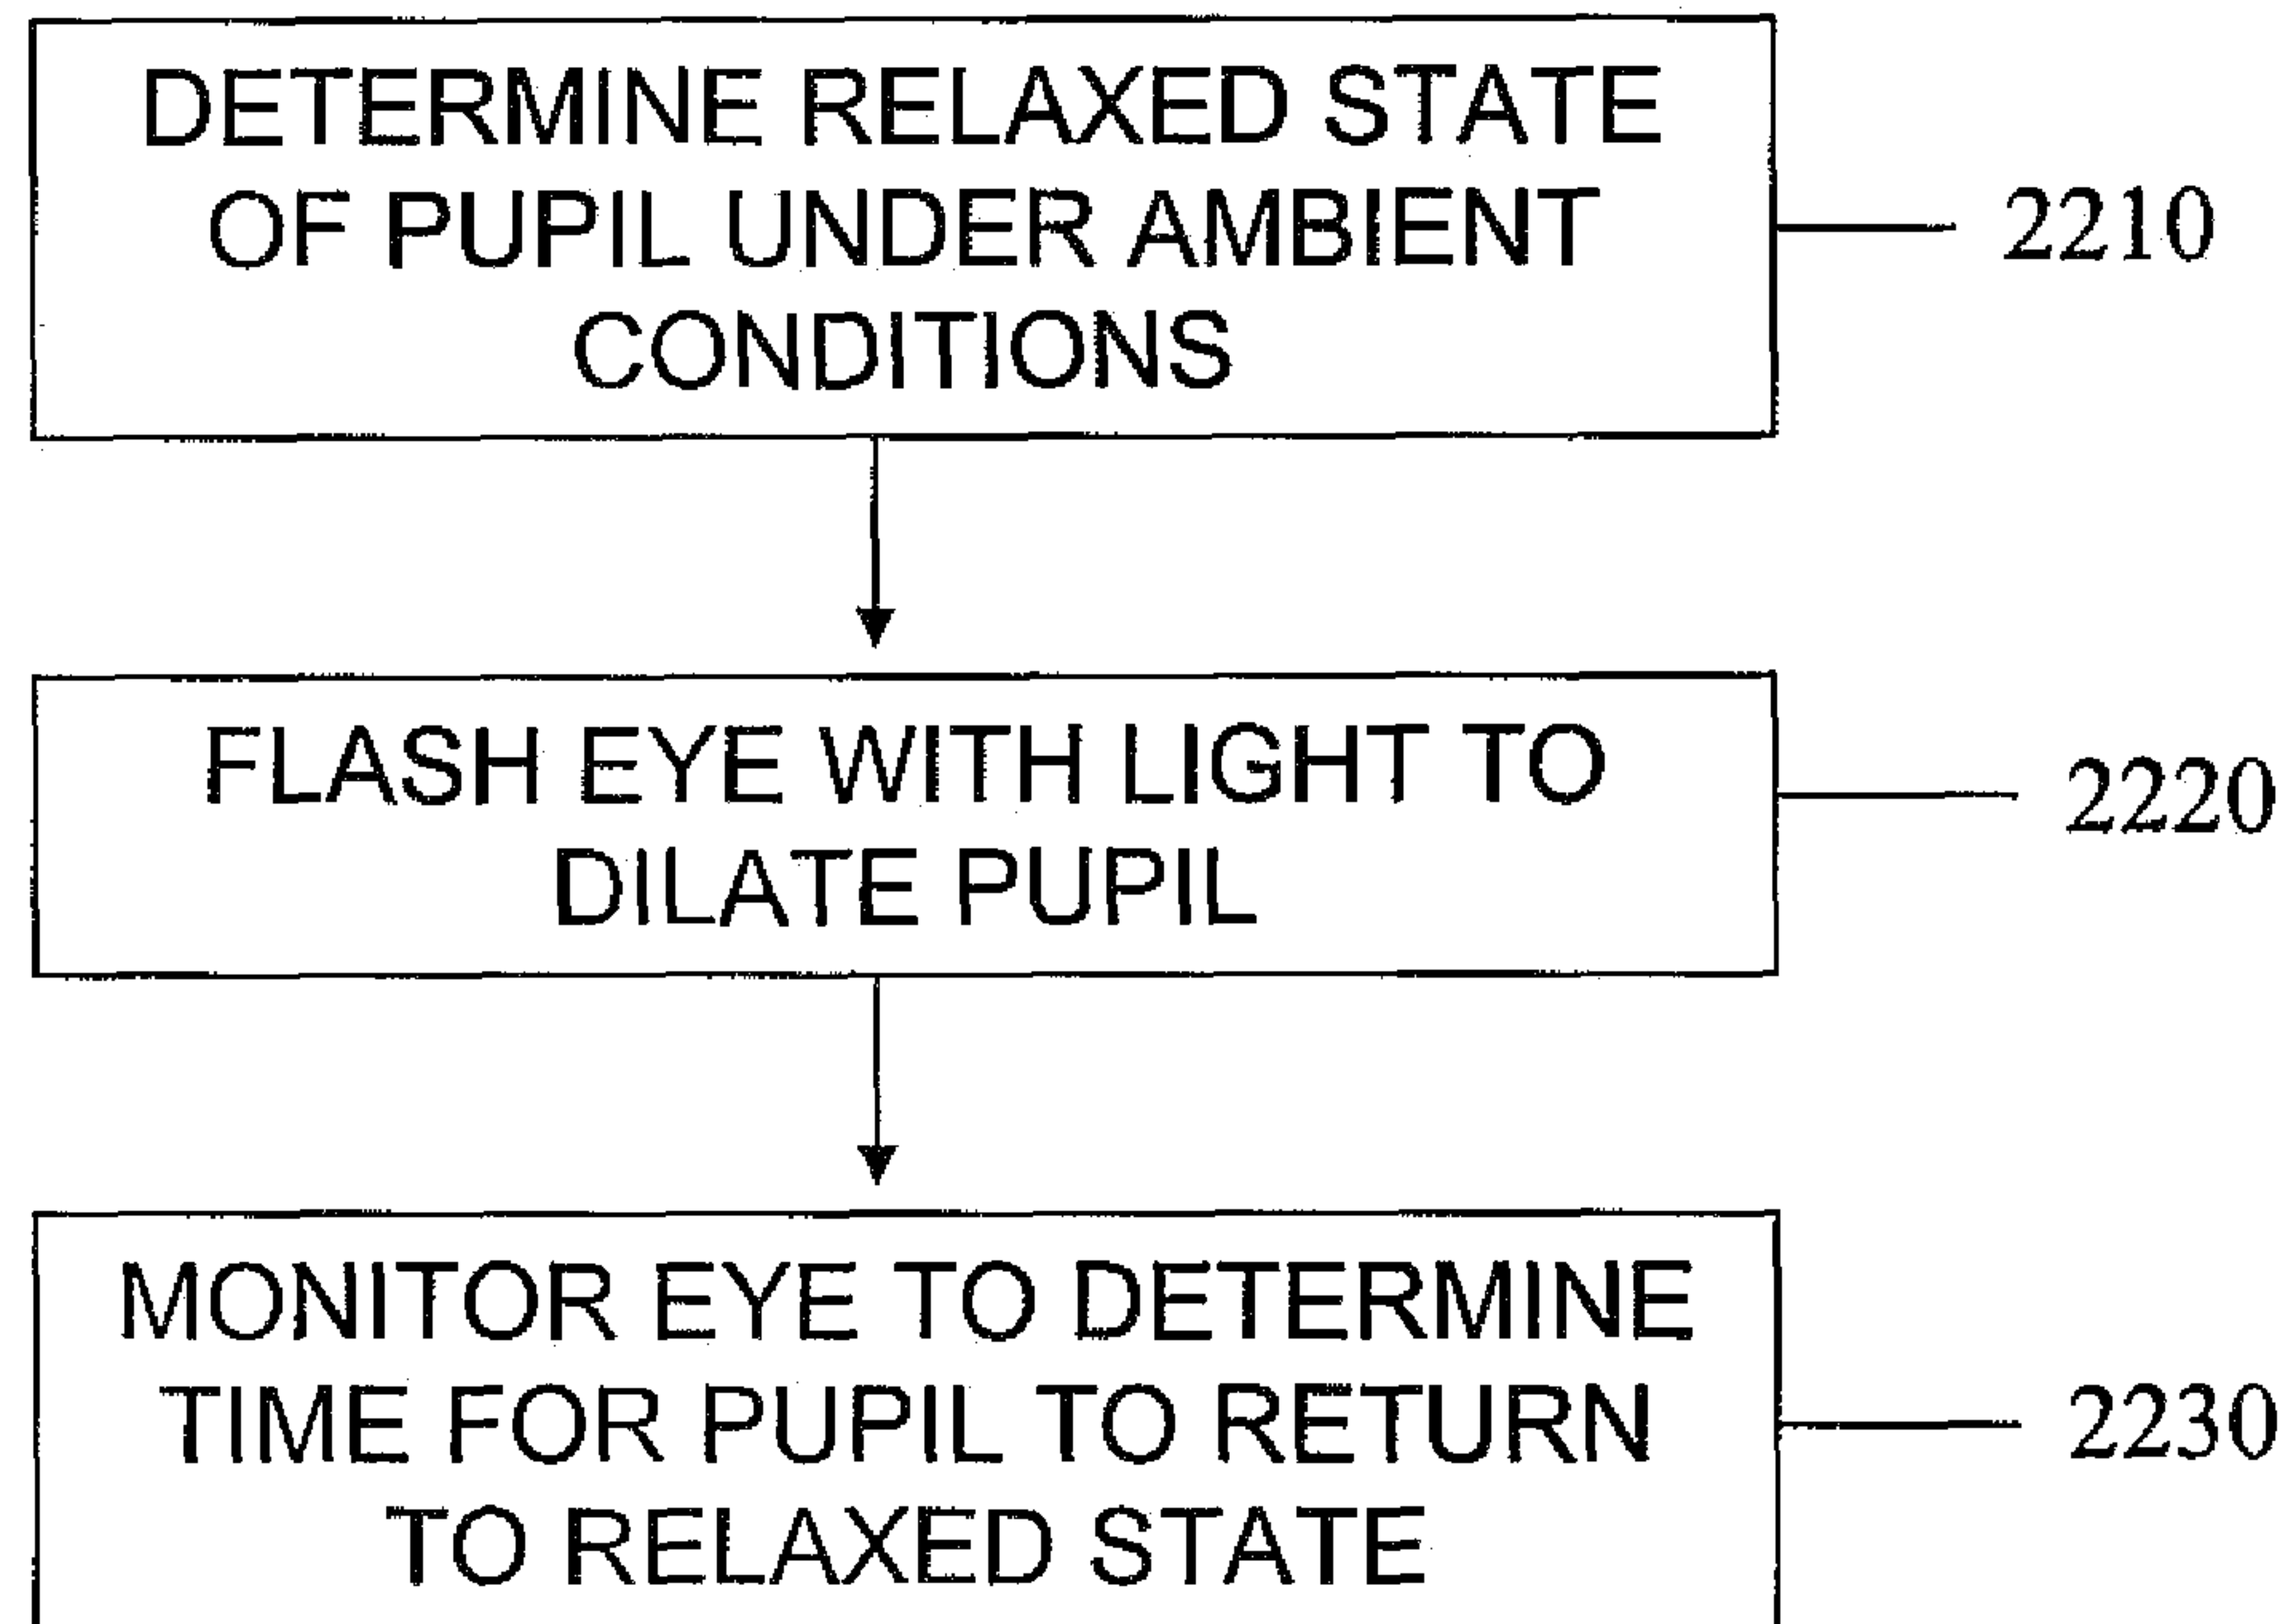 DETERMINE RELAXED STATE
OF PUPIL UNDER AMBIENT
CONDITIONS
2210
FLASH EYE WITH LIGHT TO
DILATE PUPIL
2220
MONITOR EYE TO DETERMINE
TIME FOR PUPIL TO RETURN
TO RELAXED STATE
2230